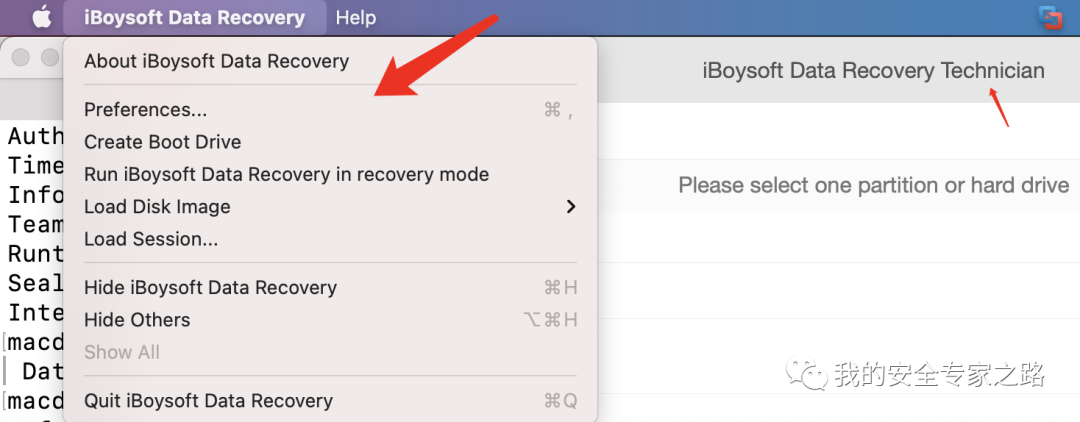 iBoysoft Data Recovery Help
About iBoysoft Data Recovery
iBoysoft Data Recovery Technician
Preferences... ⌘ ,
Create Boot Drive
Run iBoysoft Data Recovery in recovery mode
Load Disk Image
Load Session...
Hide iBoysoft Data Recovery ⌘H
Hide Others ⌥⌘H
Show All
Quit iBoysoft Data Recovery ⌘Q
Please select one partition or hard drive
Auth
Time
Info
Team
Runt
Seal
Inte
[macd
Dat
[macd
我的安全专家之路